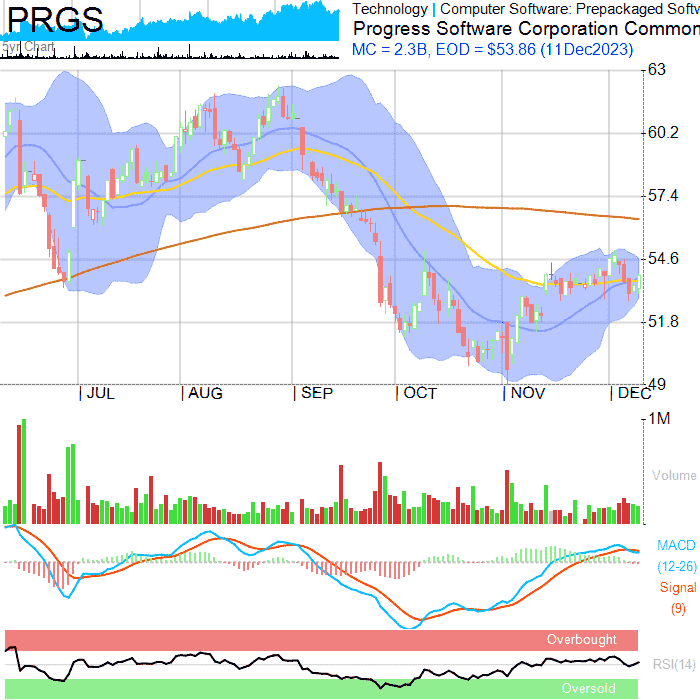 PRGS
5yr Chart
Technology | Computer Software: Prepackaged Softw
Progress Software Corporation Common
MC = 2.3B, EOD = $53.86 (11Dec2023)
63
60.2
57.4
54.6
51.8
49
JUL
AUG
SEP
OCT
NOV
DEC
1M
Volume
MACD
(12-26)
Signal
(9)
Overbought
RSI(14)
Oversold